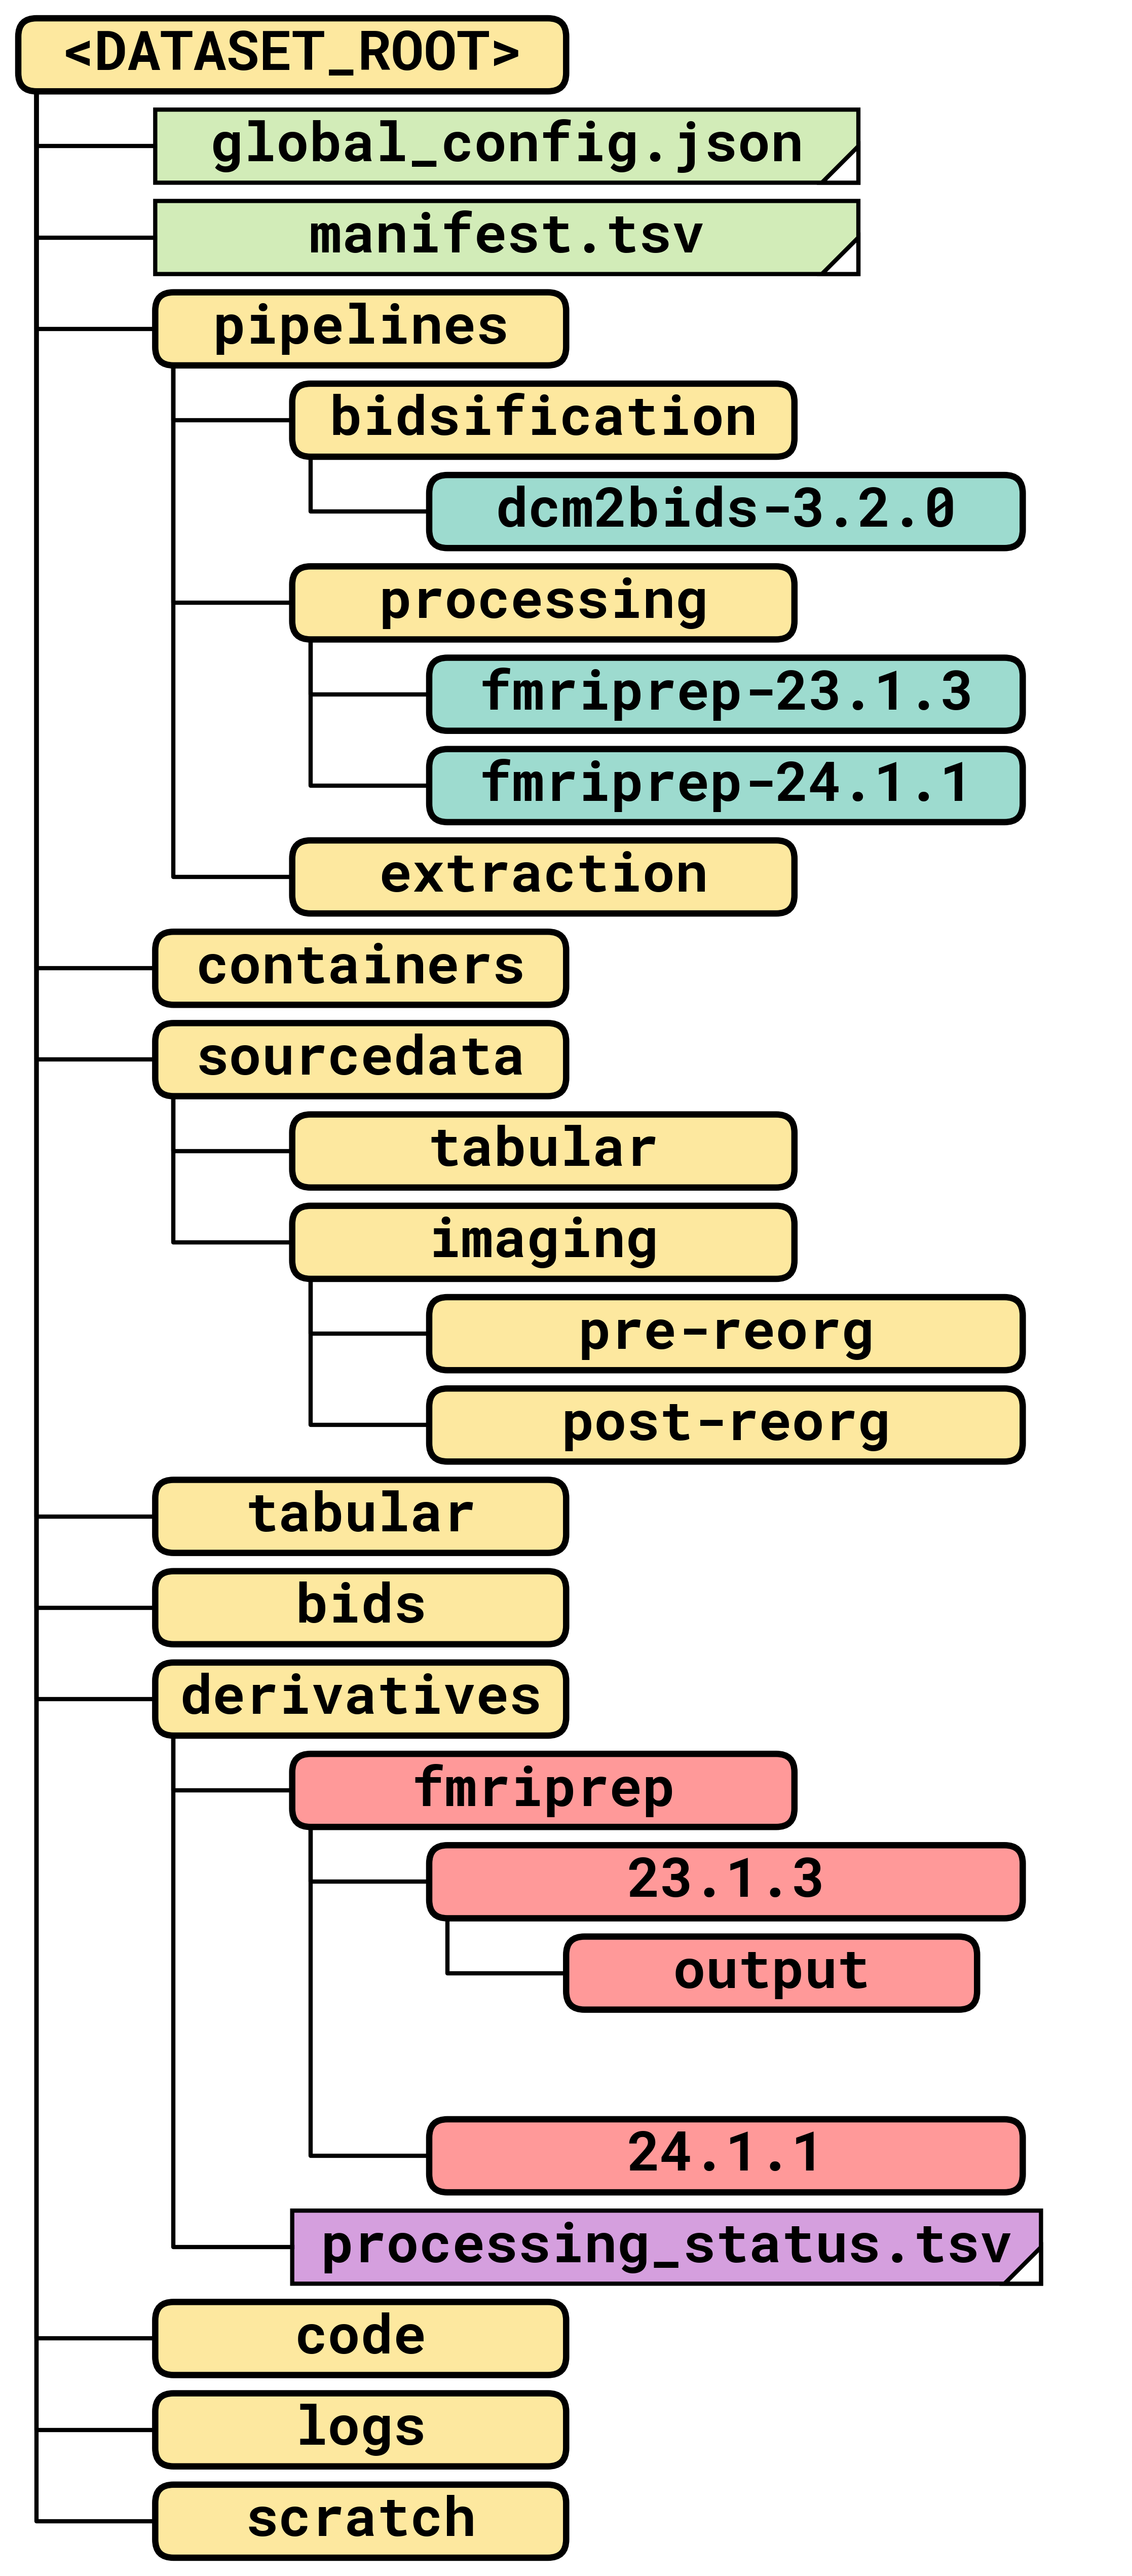 <DATASET_ROOT>
global_config.json
manifest.tsv
pipelines
bidsification
dcm2bids-3.2.0
processing
fmriprep-23.1.3
fmriprep-24.1.1
extraction
containers
sourcedata
tabular
imaging
pre-reorg
post-reorg
tabular
bids
derivatives
fmriprep
23.1.3
output
24.1.1
processing_status.tsv
code
logs
scratch